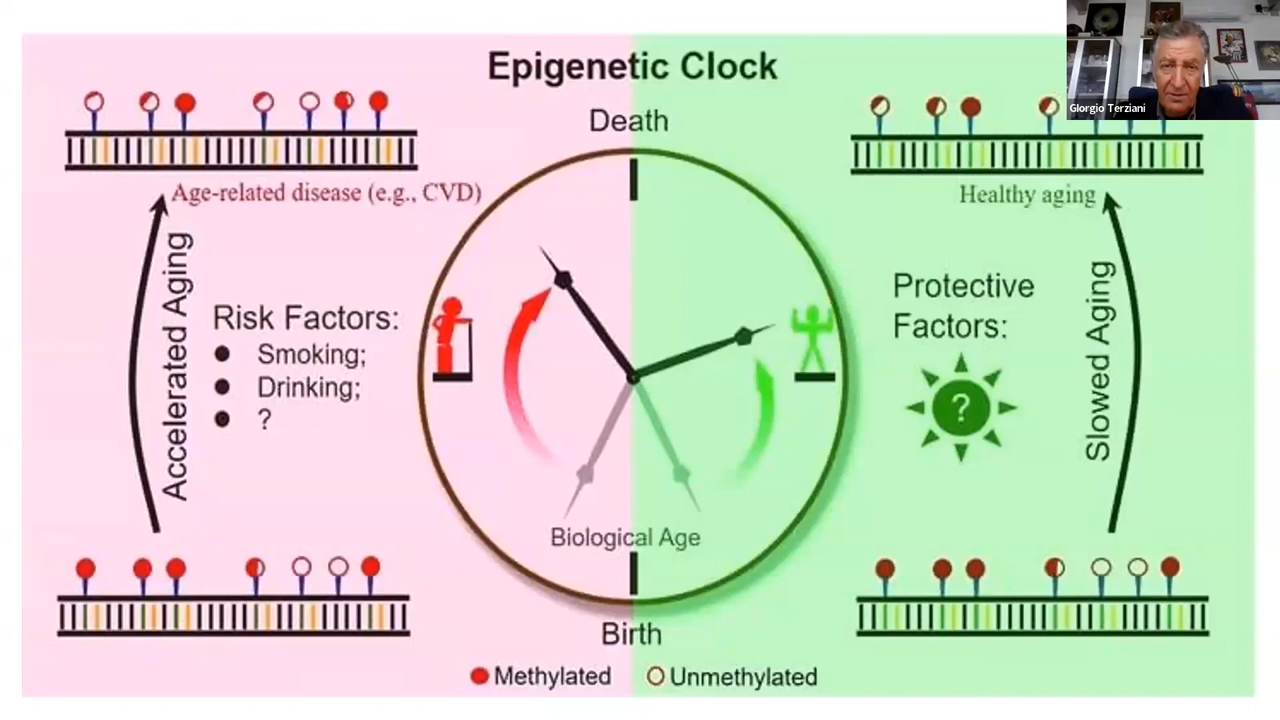 Epigenetic Clock
Death
GIorgio Terziani
Age-related disease (e.g., CVD)
Healthy aging
Accelerated Aging
Risk Factors:
Smoking;
Drinking;
?
Protective
Factors:
?
Slowed Aging
Biological Age
Birth
Methylated
Unmethylated